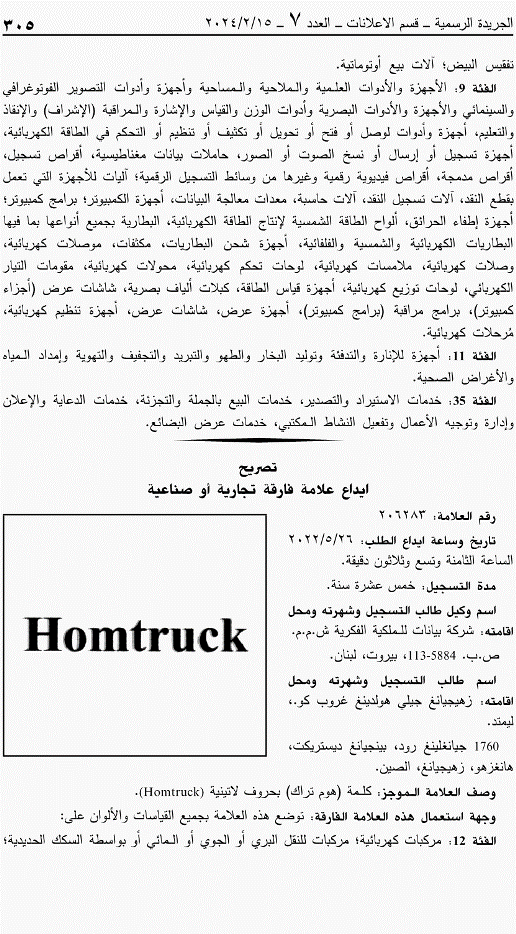 الجريدة الرسمية ــ قسم الاعلانات ــ العدد ٧ ــ ٢٠٢٤/٢/١٥
٣٠٥
تفقيس البيض؛ آلات بيع أوتوماتية.
الفئة 9: الأجهزة والأدوات العلمية والملاحية والمساحية وأجهزة وأدوات التصوير الفوتوغرافي
والسينمائي والأجهزة والأدوات البصرية وأدوات الوزن والقياس والإشارة والمراقبة (الإشراف) والإنقاذ
والتعليم، أجهزة وأدوات لوصل أو فتح أو تحويل أو تكثيف أو تنظيم أو التحكم في الطاقة الكهربائية،
أجهزة تسجيل أو إرسال أو نسخ الصوت أو الصور، حاملات بيانات مغناطيسية، أقراص تسجيل،
أقراص مدمجة، أقراص فيديوية رقمية وغيرها من وسائط التسجيل الرقمية؛ آليات للأجهزة التي تعمل
بقطع النقد، آلات تسجيل النقد، آلات حاسبة، معدات معالجة البيانات، أجهزة الكمبيوتر؛ برامج كمبيوتر؛
أجهزة إطفاء الحرائق، ألواح الطاقة الشمسية لإنتاج الطاقة الكهربائية، البطارية بجميع أنواعها بما فيها
البطاريات الكهربائية والشمسية والفلفائية، أجهزة شحن البطاريات، مكثفات، موصلات كهربائية،
وصلات كهربائية، ملامسات كهربائية، لوحات تحكم كهربائية، محولات كهربائية، مقومات التيار
الكهربائي، لوحات توزيع كهربائية، أجهزة قياس الطاقة، كبلات ألياف بصرية، شاشات عرض (أجزاء
كمبيوتر)، برامج مراقبة (برامج كمبيوتر)، أجهزة عرض، شاشات عرض، أجهزة تنظيم كهربائية،
مُرحلات كهربائية.
الفئة 11: أجهزة للإنارة والتدفئة وتوليد البخار والطهو والتبريد والتجفيف والتهوية وإمداد المياه
والأغراض الصحية.
الفئة 35: خدمات الاستيراد والتصدير، خدمات البيع بالجملة والتجزئة، خدمات الدعاية والإعلان
وإدارة وتوجيه الأعمال وتفعيل النشاط المكتبي، خدمات عرض البضائع.
تصريح
ايداع علامة فارقة تجارية أو صناعية
رقم العلامة: ٢٠٦٢٨٣
تاريخ وساعة ايداع الطلب: ٢٠٢٢/٥/٢٦
الساعة الثامنة وتسع وثلاثون دقيقة.
مدة التسجيل: خمس عشرة سنة.
اسم وكيل طالب التسجيل وشهرته ومحل
اقامته: شركة بيانات للملكية الفكرية ش.م.م.
ص.ب. 5884-113، بيروت، لبنان.
اسم طالب التسجيل وشهرته ومحل
اقامته: زهيجيانغ جيلي هولدينغ غروب كو.،
ليمتد.
1760 جيانغلينغ رود، بينجيانغ ديستريكت،
هانغزهو، زهيجيانغ، الصين.
Homtruck
وصف العلامة الموجز: كلمة (هوم تراك) بحروف لاتينية (Homtruck).
وجهة استعمال هذه العلامة الفارقة: توضع هذه العلامة بجميع القياسات والألوان على:
الفئة 12: مركبات كهربائية؛ مركبات للنقل البري أو الجوي أو المائي أو بواسطة السكك الحديدية؛